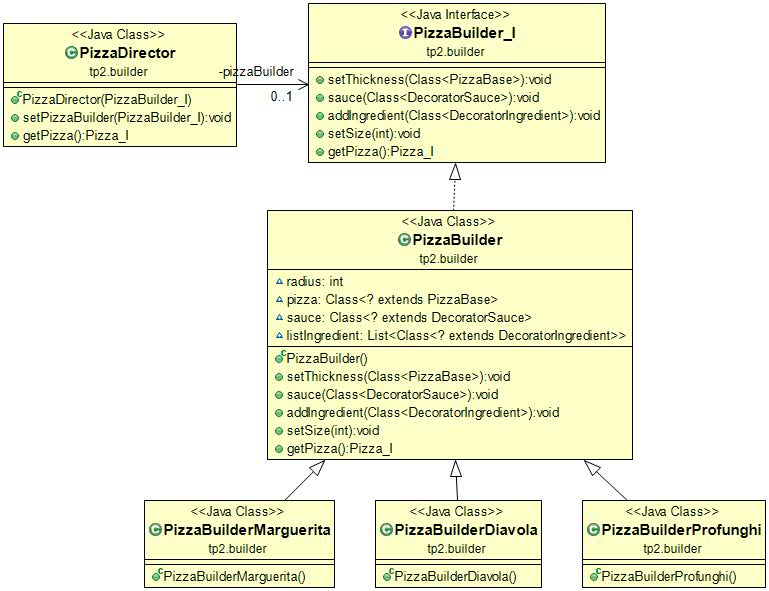 <<Java Class>>
PizzaDirector
tp2.builder
PizzaDirector(PizzaBuilder_I)
setPizzaBuilder(PizzaBuilder_I):void
getPizza():Pizza_I
-pizzaBuilder
0..1
<<Java Interface>>
PizzaBuilder_I
tp2.builder
setThickness(Class<PizzaBase>):void
sauce(Class<DecoratorSauce>):void
addIngredient(Class<DecoratorIngredient>):void
setSize(int):void
getPizza():Pizza_I
<<Java Class>>
PizzaBuilder
tp2.builder
radius: int
pizza: Class<? extends PizzaBase>
sauce: Class<? extends DecoratorSauce>
listIngredient: List<Class<? extends DecoratorIngredient>>
PizzaBuilder()
setThickness(Class<PizzaBase>):void
sauce(Class<DecoratorSauce>):void
addIngredient(Class<DecoratorIngredient>):void
setSize(int):void
getPizza():Pizza_I
<<Java Class>>
PizzaBuilderMarguerita
tp2.builder
PizzaBuilderMarguerita()
<<Java Class>>
PizzaBuilderDiavola
tp2.builder
PizzaBuilderDiavola()
<<Java Class>>
PizzaBuilderProfunghi
tp2.builder
PizzaBuilderProfunghi()